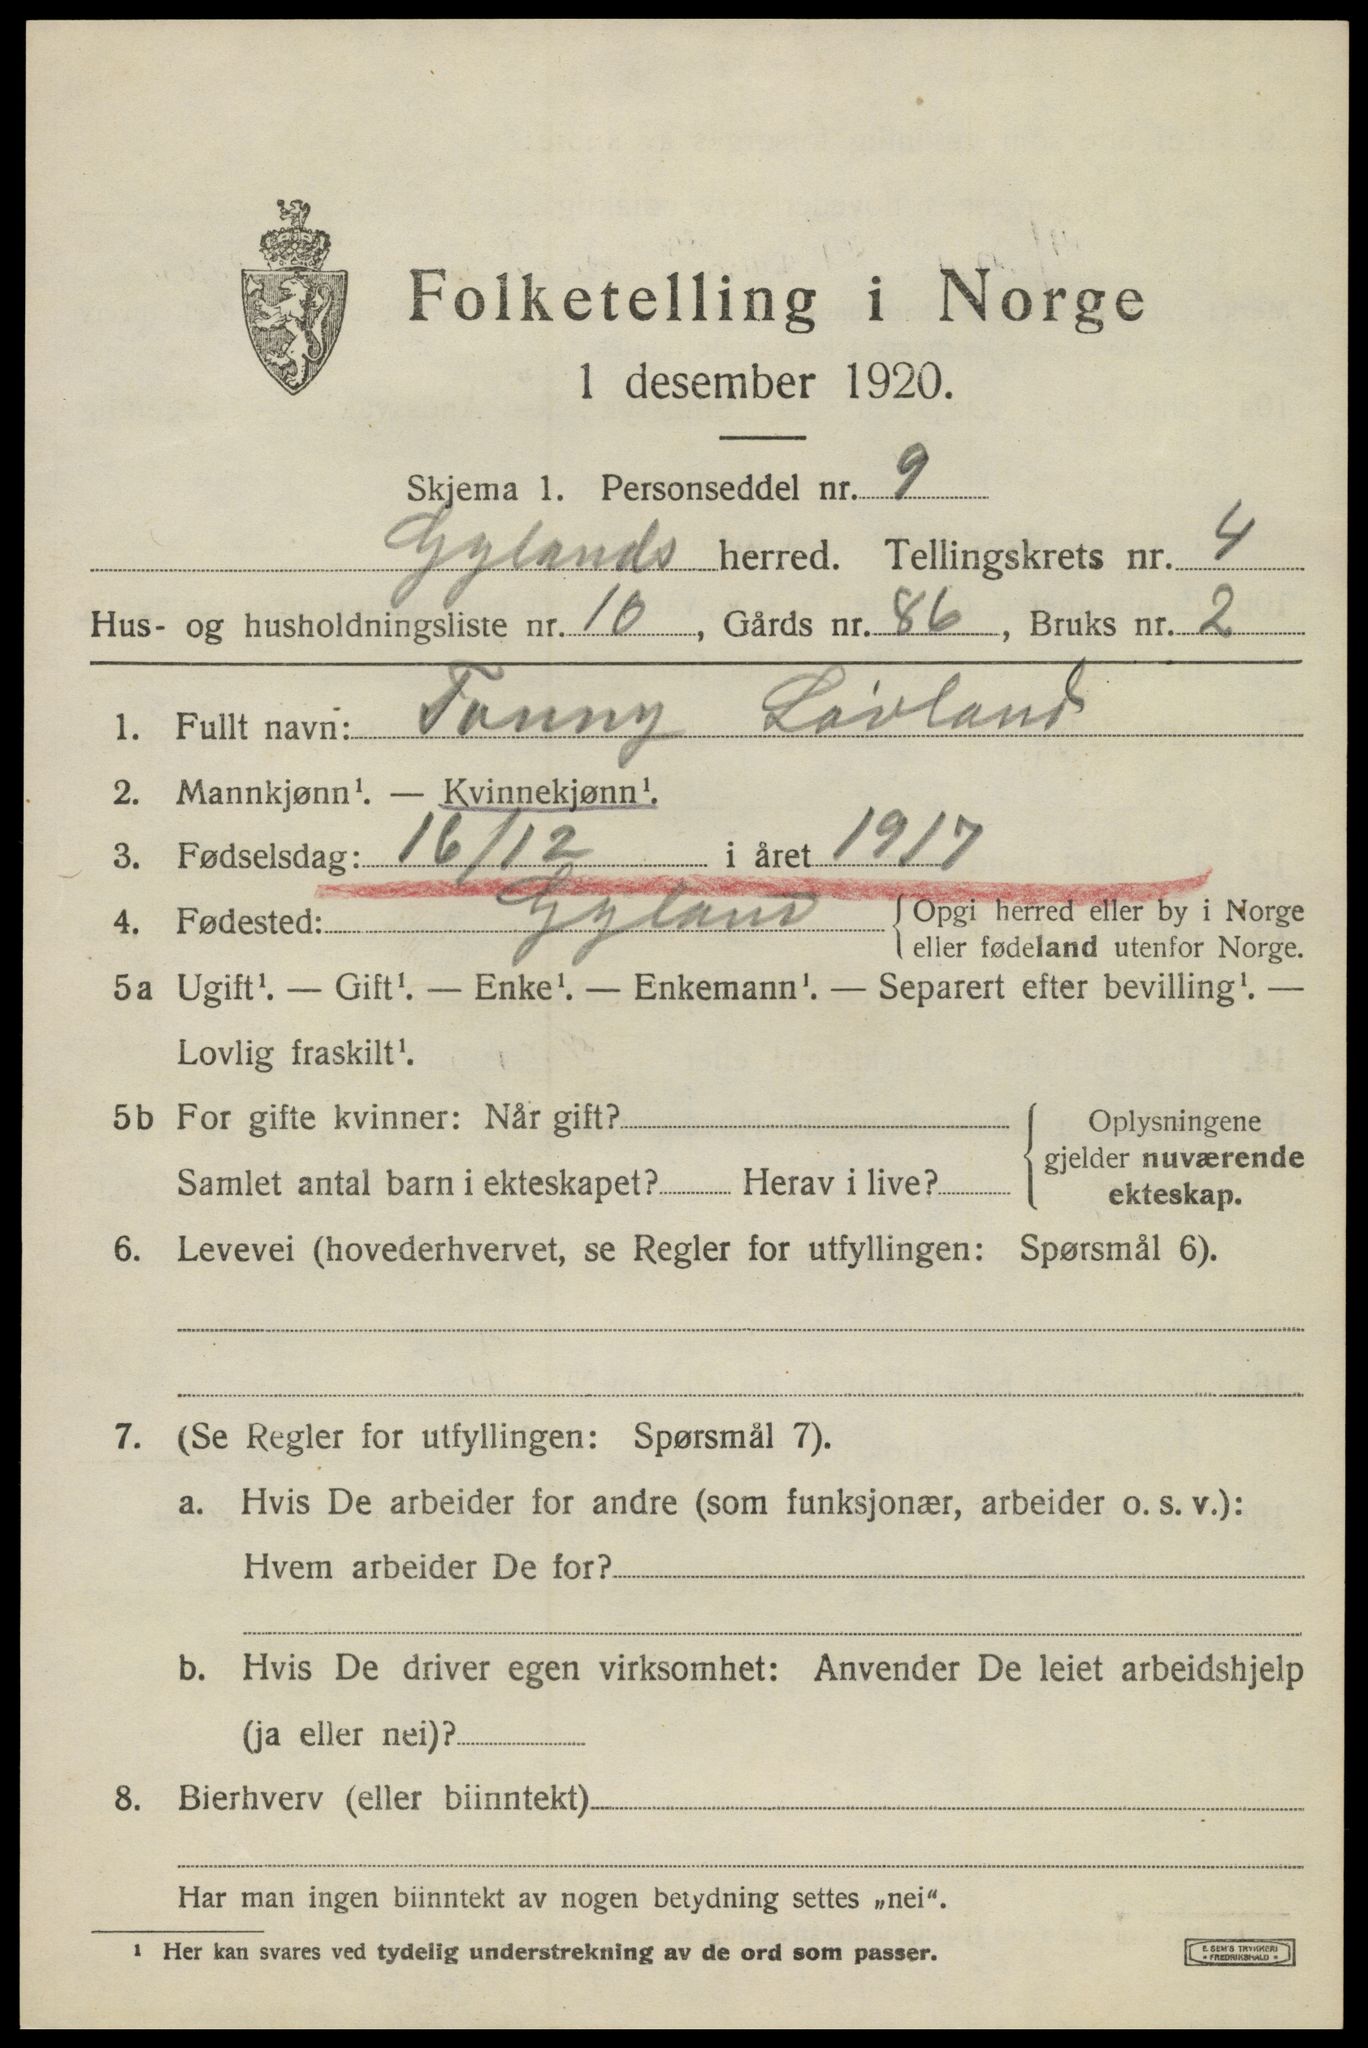 Folketelling i Norge
1 desember 1920.
Skjema 1. Personseddel nr. 9
Gylands herred. Tellingskrets nr. 4
Hus- og husholdningsliste nr. 10, Gårds nr. 86, Bruks nr. 2
1. Fullt navn: Fanny Løvland
2. Mannkjønn¹. — Kvinnekjønn¹.
3. Fødselsdag: 16/12 i året 1917
4. Fødested: Gyland { Opgi herred eller by i Norge
eller fødeland utenfor Norge.
5a Ugift¹. — Gift¹. — Enke¹. — Enkemann¹. — Separert efter bevilling¹. —
Lovlig fraskilt¹.
5b For gifte kvinner: Når gift? { Oplysningene
gjelder nuværende
Samlet antal barn i ekteskapet? Herav i live?
ekteskap.
6. Levevei (hovederhvervet, se Regler for utfyllingen: Spørsmål 6).
7. (Se Regler for utfyllingen: Spørsmål 7).
a. Hvis De arbeider for andre (som funksjonær, arbeider o. s. v.):
Hvem arbeider De for?
b. Hvis De driver egen virksomhet: Anvender De leiet arbeidshjelp
(ja eller nei)?
8. Bierhverv (eller biinntekt)
Har man ingen biinntekt av nogen betydning settes „nei“.
¹ Her kan svares ved tydelig understrekning av de ord som passer.
E. SEM'S TRYKKERI
• FREDRIKSHALD •